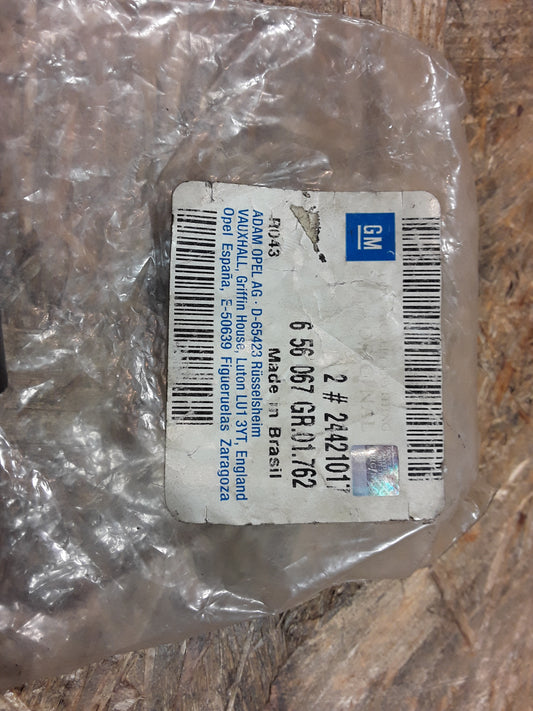 GM
2 # 24421017
6 56 067 GR.01.762
R043
Made in Brasil
ADAM OPEL AG · D-65423 Rüsselsheim
VAUXHALL, Griffin House, Luton LU1 3YT, England
Opel España, E-50639 Figueruelas Zaragoza